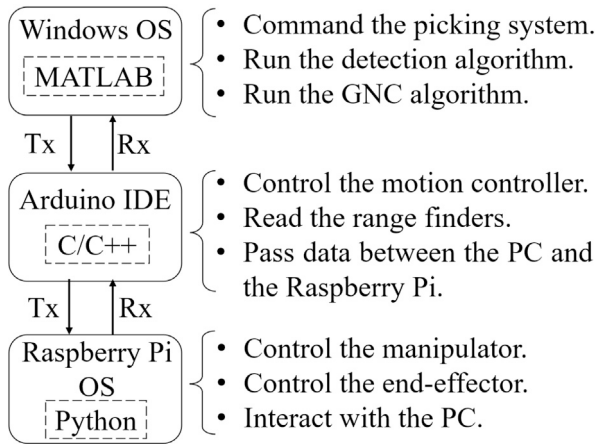 Windows OS
MATLAB
• Command the picking system.
• Run the detection algorithm.
• Run the GNC algorithm.
Tx Rx
Arduino IDE
C/C++
• Control the motion controller.
• Read the range finders.
• Pass data between the PC and
the Raspberry Pi.
Tx Rx
Raspberry Pi
OS
Python
• Control the manipulator.
• Control the end-effector.
• Interact with the PC.